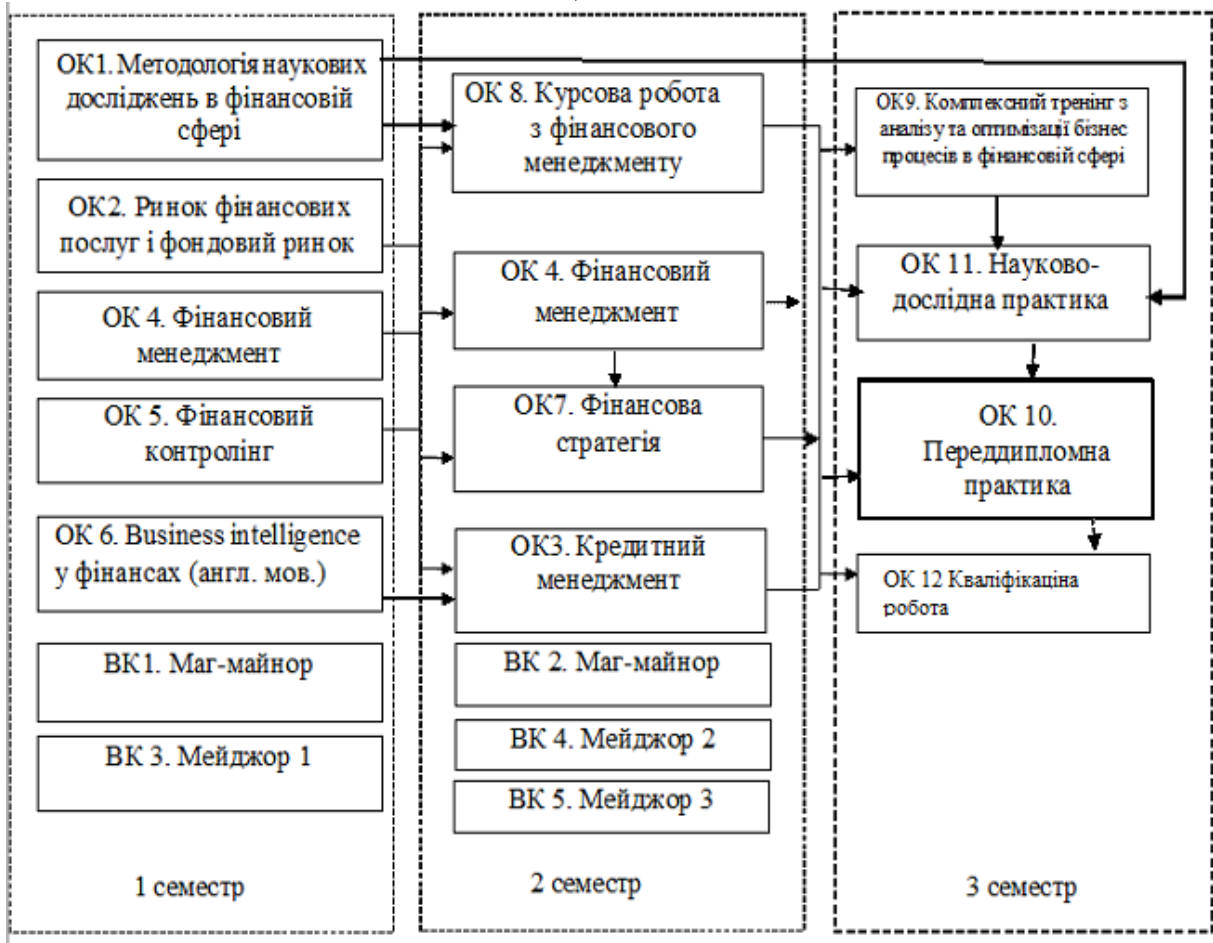 ОК1. Методологія наукових
досліджень в фінансовій
сфері
ОК2. Ринок фінансових
послуг і фондовий ринок
ОК 4. Фінансовий
менеджмент
ОК 5. Фінансовий
контролінг
ОК 6. Business intelligence
у фінансах (англ. мов.)
ВК1. Маг-майнор
ВК 3. Мейджор 1
1 семестр
ОК 8. Курсова робота
з фінансового
менеджменту
ОК 4. Фінансовий
менеджмент
ОК7. Фінансова
стратегія
ОК3. Кредитний
менеджмент
ВК 2. Маг-майнор
ВК 4. Мейджор 2
ВК 5. Мейджор 3
2 семестр
ОК9. Комплексний тренінг з
аналізу та оптимізації бізнес
процесів в фінансовій сфері
ОК 11. Науково-
дослідна практика
ОК 10.
Переддипломна
практика
ОК 12 Кваліфікаціна
робота
3 семестр